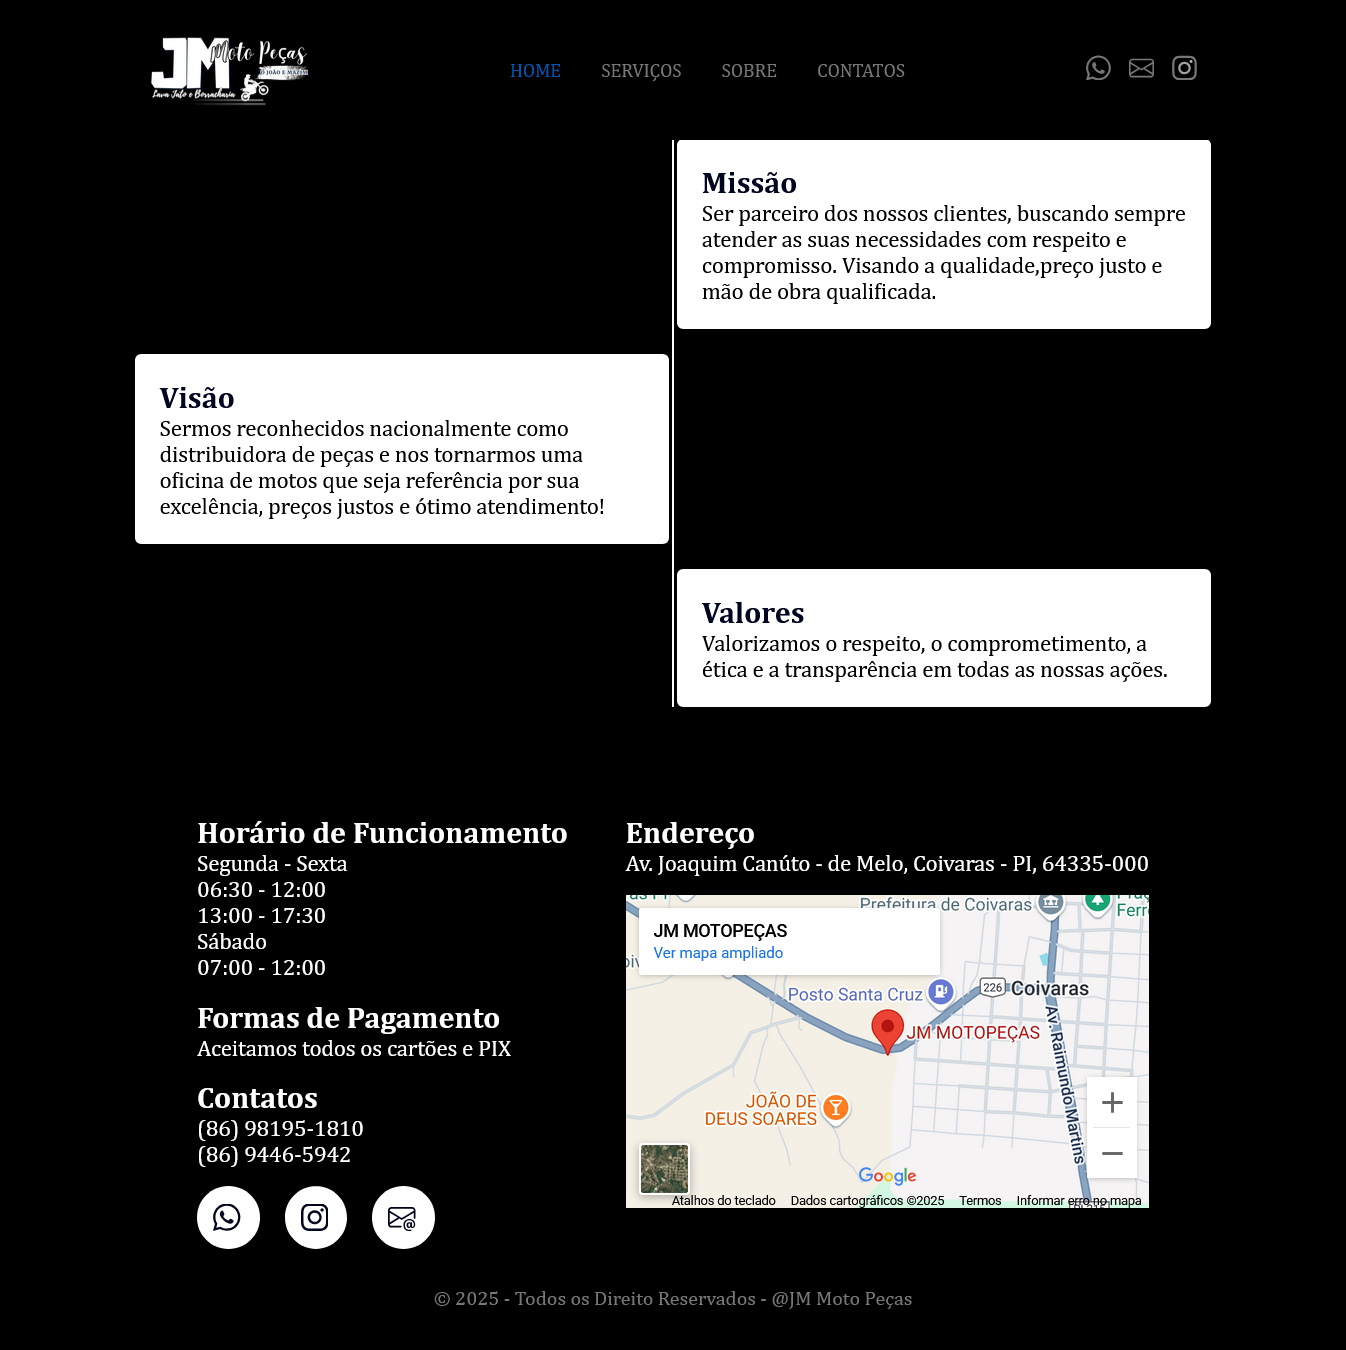 JM Moto Peças
O JOÃO E MAZIM
Lava Jato e Borracharia
HOME SERVIÇOS SOBRE CONTATOS
Missão
Ser parceiro dos nossos clientes, buscando sempre
atender as suas necessidades com respeito e
compromisso. Visando a qualidade,preço justo e
mão de obra qualificada.
Visão
Sermos reconhecidos nacionalmente como
distribuidora de peças e nos tornarmos uma
oficina de motos que seja referência por sua
excelência, preços justos e ótimo atendimento!
Valores
Valorizamos o respeito, o comprometimento, a
ética e a transparência em todas as nossas ações.
Horário de Funcionamento
Segunda - Sexta
06:30 - 12:00
13:00 - 17:30
Sábado
07:00 - 12:00
Formas de Pagamento
Aceitamos todos os cartões e PIX
Contatos
(86) 98195-1810
(86) 9446-5942
Endereço
Av. Joaquim Canúto - de Melo, Coivaras - PI, 64335-000
Prefeitura de Coivaras
Ferr
JM MOTOPEÇAS
Ver mapa ampliado
Posto Santa Cruz
226
Coivaras
JM MOTOPEÇAS
Av. Raimundo Martins
JOÃO DE
DEUS SOARES
Google
Atalhos do teclado Dados cartográficos ©2025 Termos Informar erro no mapa
© 2025 - Todos os Direito Reservados - @JM Moto Peças